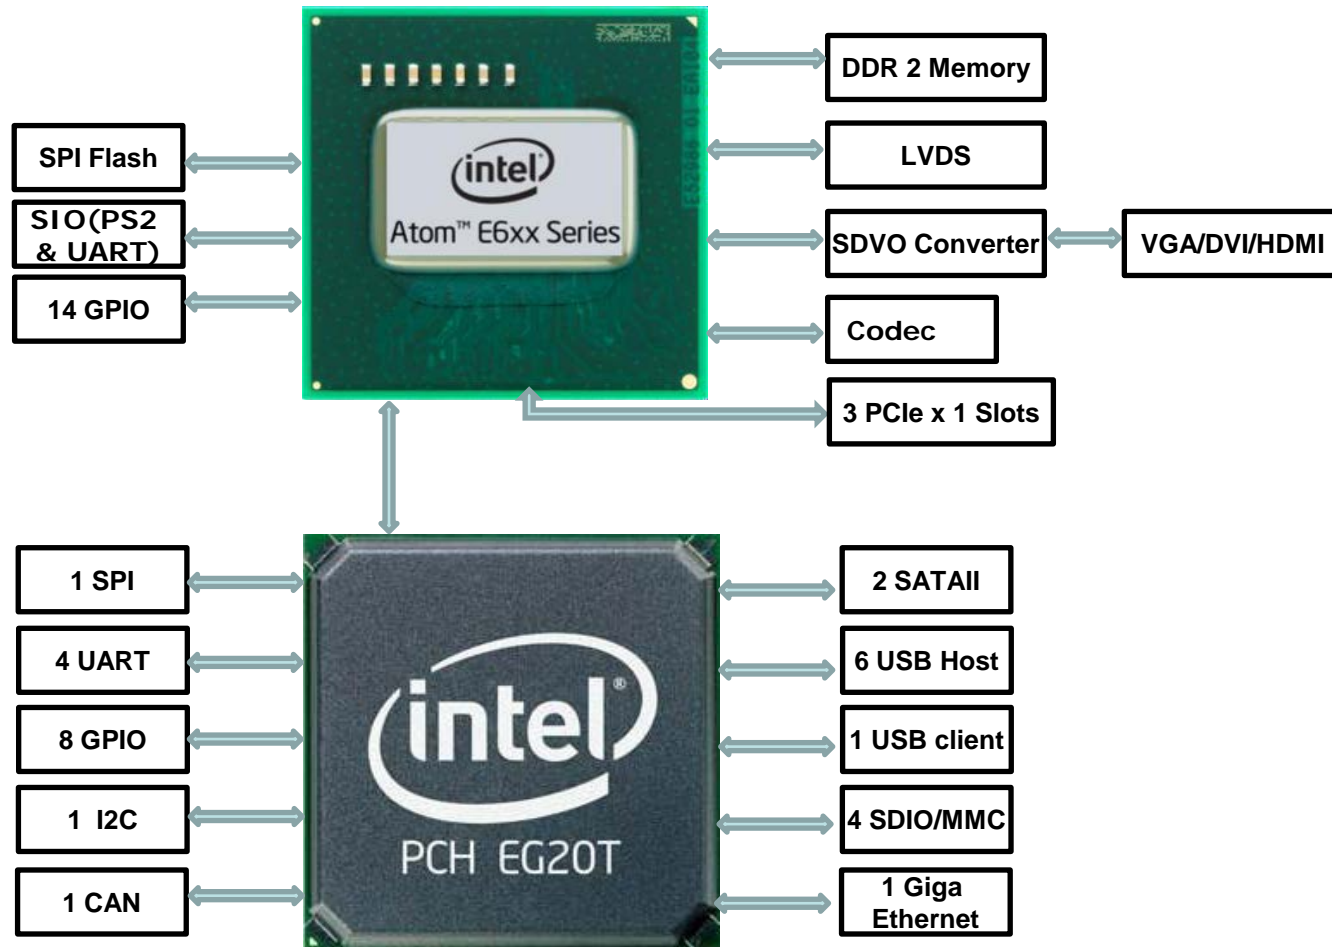 DDR 2 Memory
SPI Flash
LVDS
intel
Atom™ E6xx Series
SIO(PS2
& UART)
SDVO Converter
VGA/DVI/HDMI
14 GPIO
Codec
3 PCIe x 1 Slots
1 SPI
2 SATAII
4 UART
6 USB Host
intel®
8 GPIO
1 USB client
1 I2C
4 SDIO/MMC
PCH EG20T
1 CAN
1 Giga
Ethernet